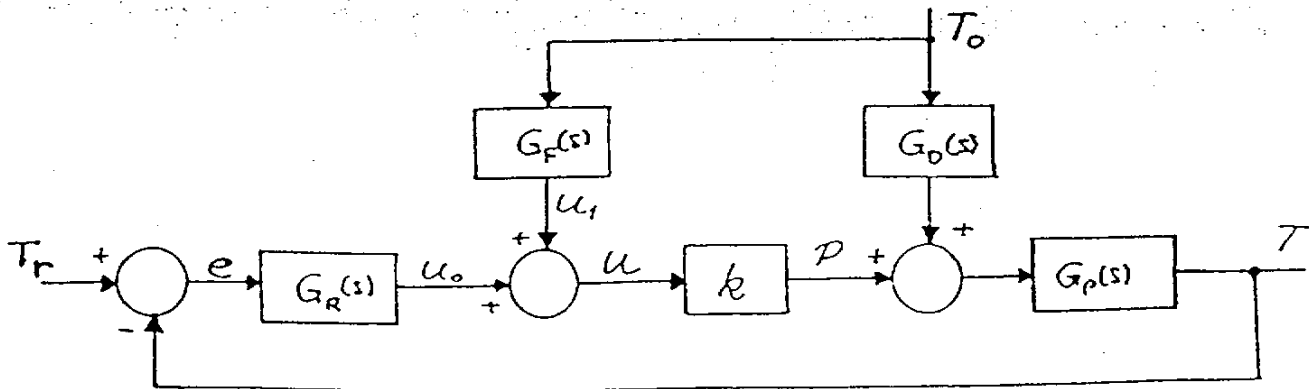 T₀
G_F(s)
G_D(s)
u₁
+
+
T_r
+
e
G_R(s)
u₀
+
u
k
P
+
G_P(s)
T
-